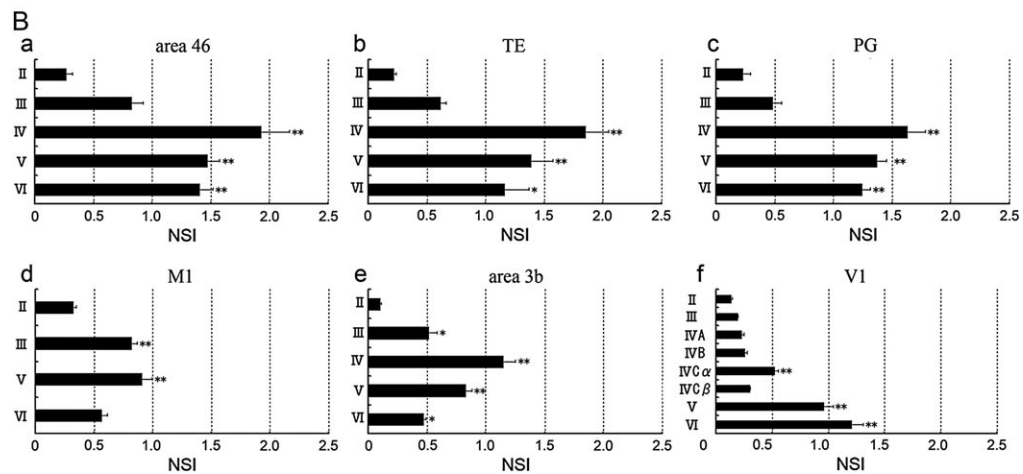 B
a area 46
II
III
IV **
V **
VI **
0 0.5 1.0 1.5 2.0 2.5
NSI
b TE
II
III
IV **
V **
VI *
0 0.5 1.0 1.5 2.0 2.5
NSI
c PG
II
III
IV **
V **
VI **
0 0.5 1.0 1.5 2.0 2.5
NSI
d M1
II
III **
V **
VI
0 0.5 1.0 1.5 2.0 2.5
NSI
e area 3b
II
III *
IV **
V **
VI *
0 0.5 1.0 1.5 2.0 2.5
NSI
f V1
II
III
IVA
IVB
IVCα **
IVCβ
V **
VI **
0 0.5 1.0 1.5 2.0 2.5
NSI